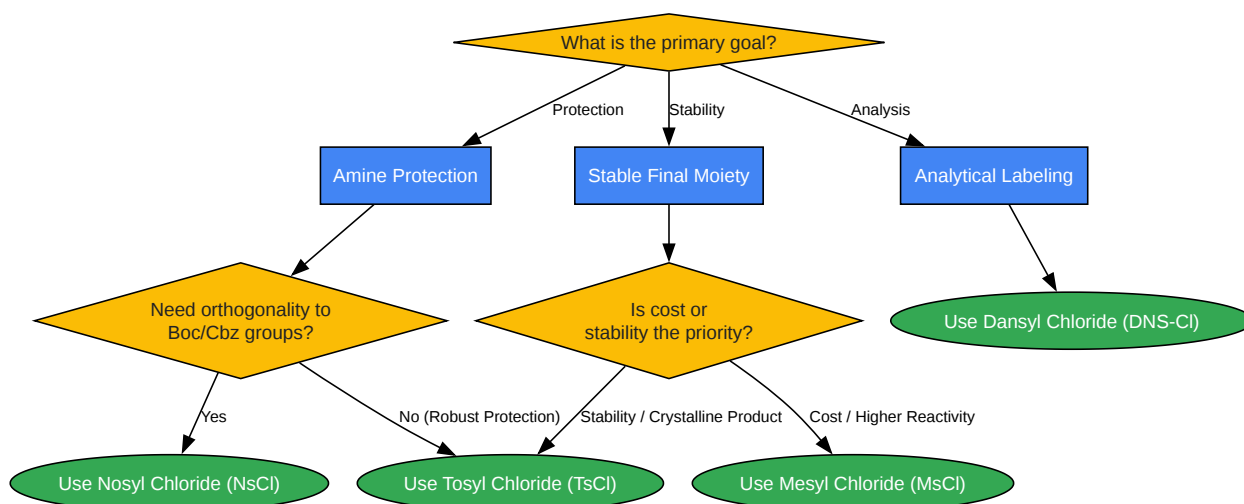 What is the primary goal?
Protection
Stability
Analysis
Amine Protection
Stable Final Moiety
Analytical Labeling
Need orthogonality to
Boc/Cbz groups?
Is cost or
stability the priority?
Use Dansyl Chloride (DNS-Cl)
Yes
No (Robust Protection)
Stability / Crystalline Product
Cost / Higher Reactivity
Use Nosyl Chloride (NsCl)
Use Tosyl Chloride (TsCl)
Use Mesyl Chloride (MsCl)